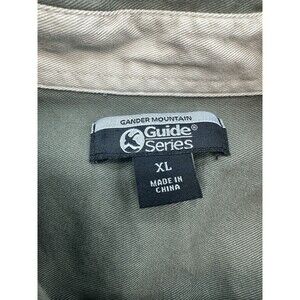 GANDER MOUNTAIN
Guide®
Series
XL
MADE IN
CHINA